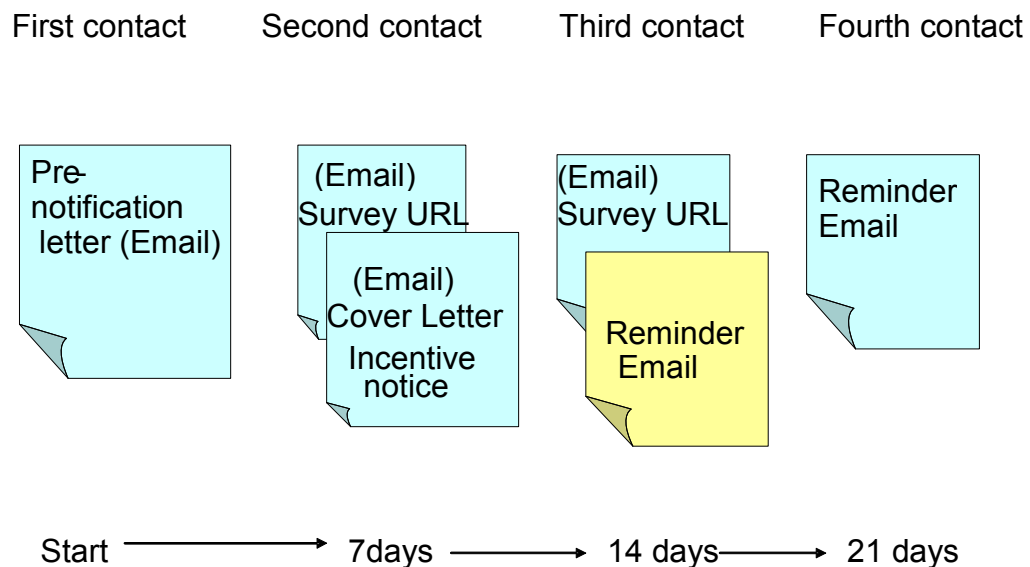 First contact
Second contact
Third contact
Fourth contact
Pre-
notification
letter (Email)
(Email)
Survey URL
(Email)
Cover Letter
Incentive
notice
(Email)
Survey URL
Reminder
Email
Reminder
Email
Start
7days
14 days
21 days